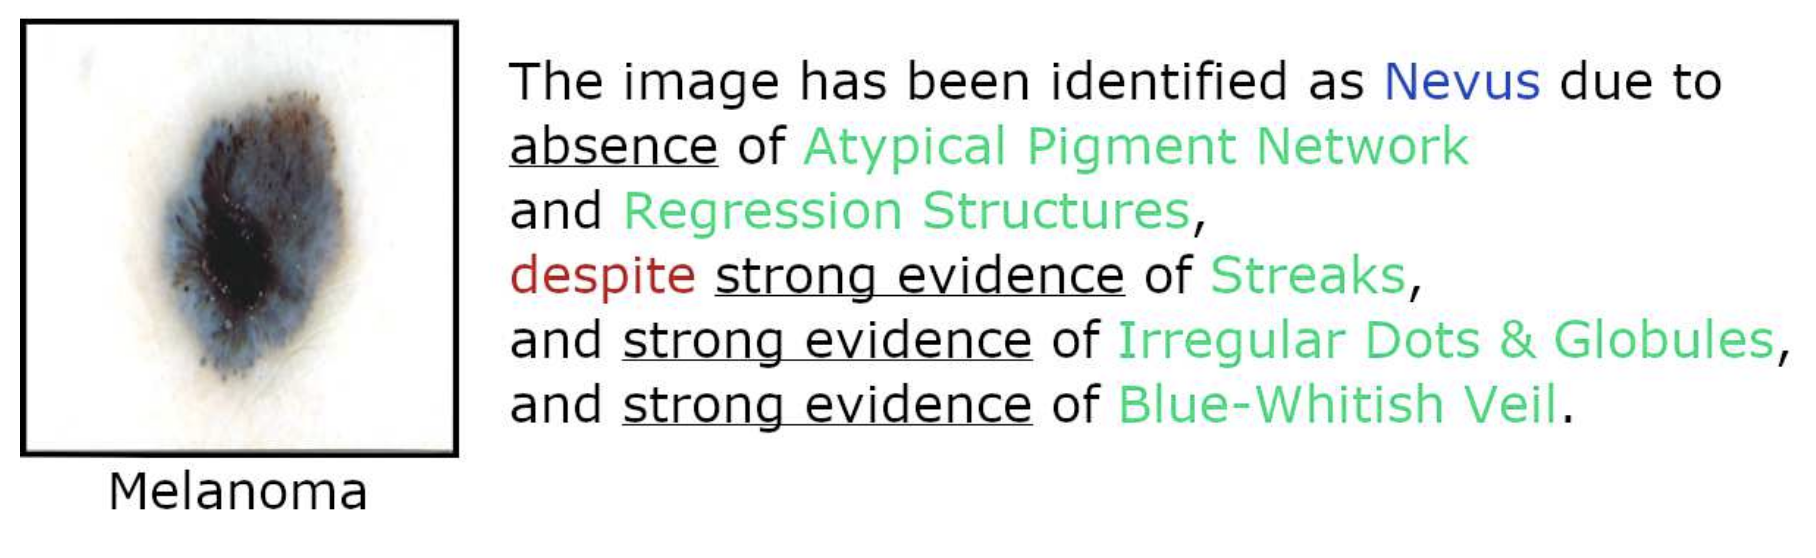 The image has been identified as Nevus due to
absence of Atypical Pigment Network
and Regression Structures,
despite strong evidence of Streaks,
and strong evidence of Irregular Dots & Globules,
and strong evidence of Blue-Whitish Veil.
Melanoma